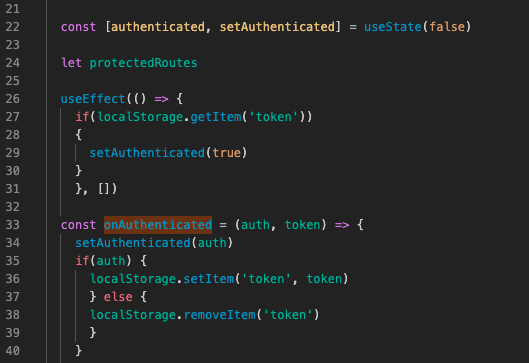 21
22 const [authenticated, setAuthenticated] = useState(false)
23
24 let protectedRoutes
25
26 useEffect(() => {
27 if(localStorage.getItem('token'))
28 {
29 setAuthenticated(true)
30 }
31 }, [])
32
33 const onAuthenticated = (auth, token) => {
34 setAuthenticated(auth)
35 if(auth) {
36 localStorage.setItem('token', token)
37 } else {
38 localStorage.removeItem('token')
39 }
40 }